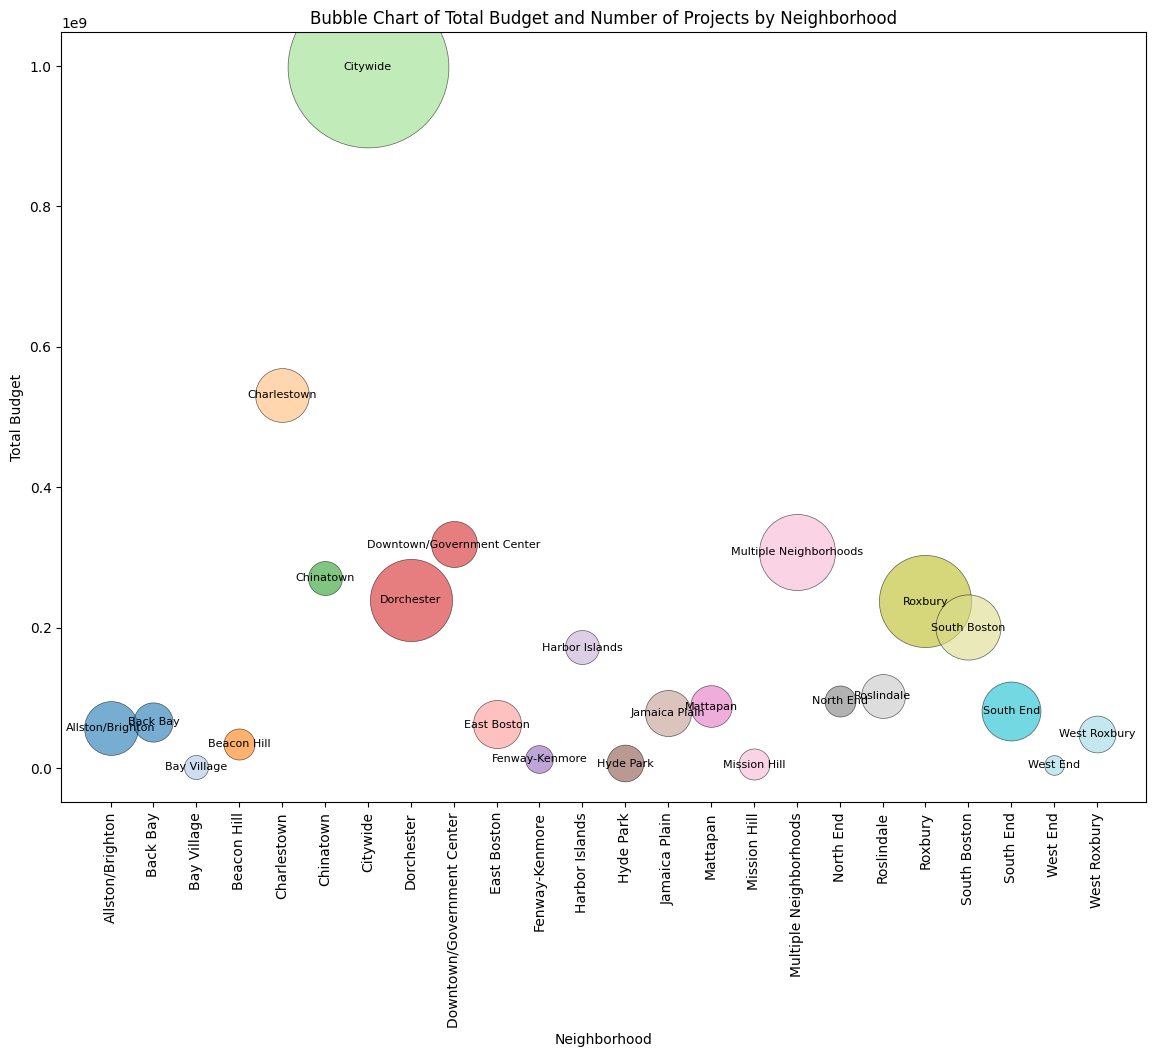 Bubble Chart of Total Budget and Number of Projects by Neighborhood
1e9
1.0
0.8
0.6
0.4
0.2
0.0
Total Budget
Citywide
Charlestown
Downtown/Government Center
Multiple Neighborhoods
Chinatown
Dorchester
Roxbury
South Boston
Harbor Islands
Roslindale
North End
Mattapan
South End
Jamaica Plain
Back Bay
East Boston
Allston/Brighton
West Roxbury
Beacon Hill
Fenway-Kenmore
Hyde Park
Mission Hill
West End
Bay Village
Allston/Brighton
Back Bay
Bay Village
Beacon Hill
Charlestown
Chinatown
Citywide
Dorchester
Downtown/Government Center
East Boston
Fenway-Kenmore
Harbor Islands
Hyde Park
Jamaica Plain
Mattapan
Mission Hill
Multiple Neighborhoods
North End
Roslindale
Roxbury
South Boston
South End
West End
West Roxbury
Neighborhood